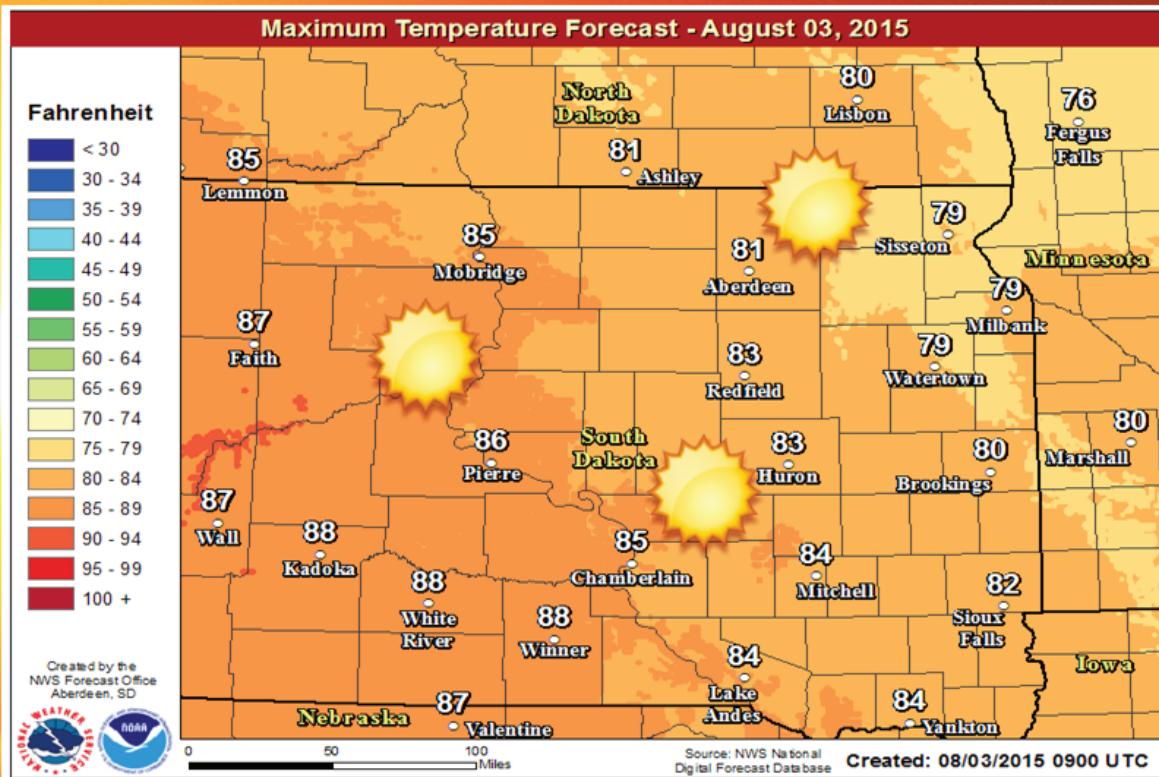 Maximum Temperature Forecast - August 03, 2015
Fahrenheit
< 30
30 - 34
35 - 39
40 - 44
45 - 49
50 - 54
55 - 59
60 - 64
65 - 69
70 - 74
75 - 79
80 - 84
85 - 89
90 - 94
95 - 99
100 +
Created by the
NWS Forecast Office
Aberdeen, SD
NATIONAL WEATHER SERVICE
NOAA
North
Dakota
80
Lisbon
76
Fergus
Falls
85
Lemmon
81
Ashley
79
Sisseton
85
Mobridge
81
Aberdeen
Minnesota
79
Milbank
87
Faith
83
Redfield
79
Watertown
86
Pierre
South
Dakota
83
Huron
80
Brookings
80
Marshall
87
Wall
88
Kadoka
85
Chamberlain
84
Mitchell
88
White
River
88
Winner
82
Sioux
Falls
84
Lake
Andes
Iowa
Nebraska
87
Valentine
84
Yankton
0 50 100
Miles
Source: NWS National
Digital Forecast Database
Created: 08/03/2015 0900 UTC